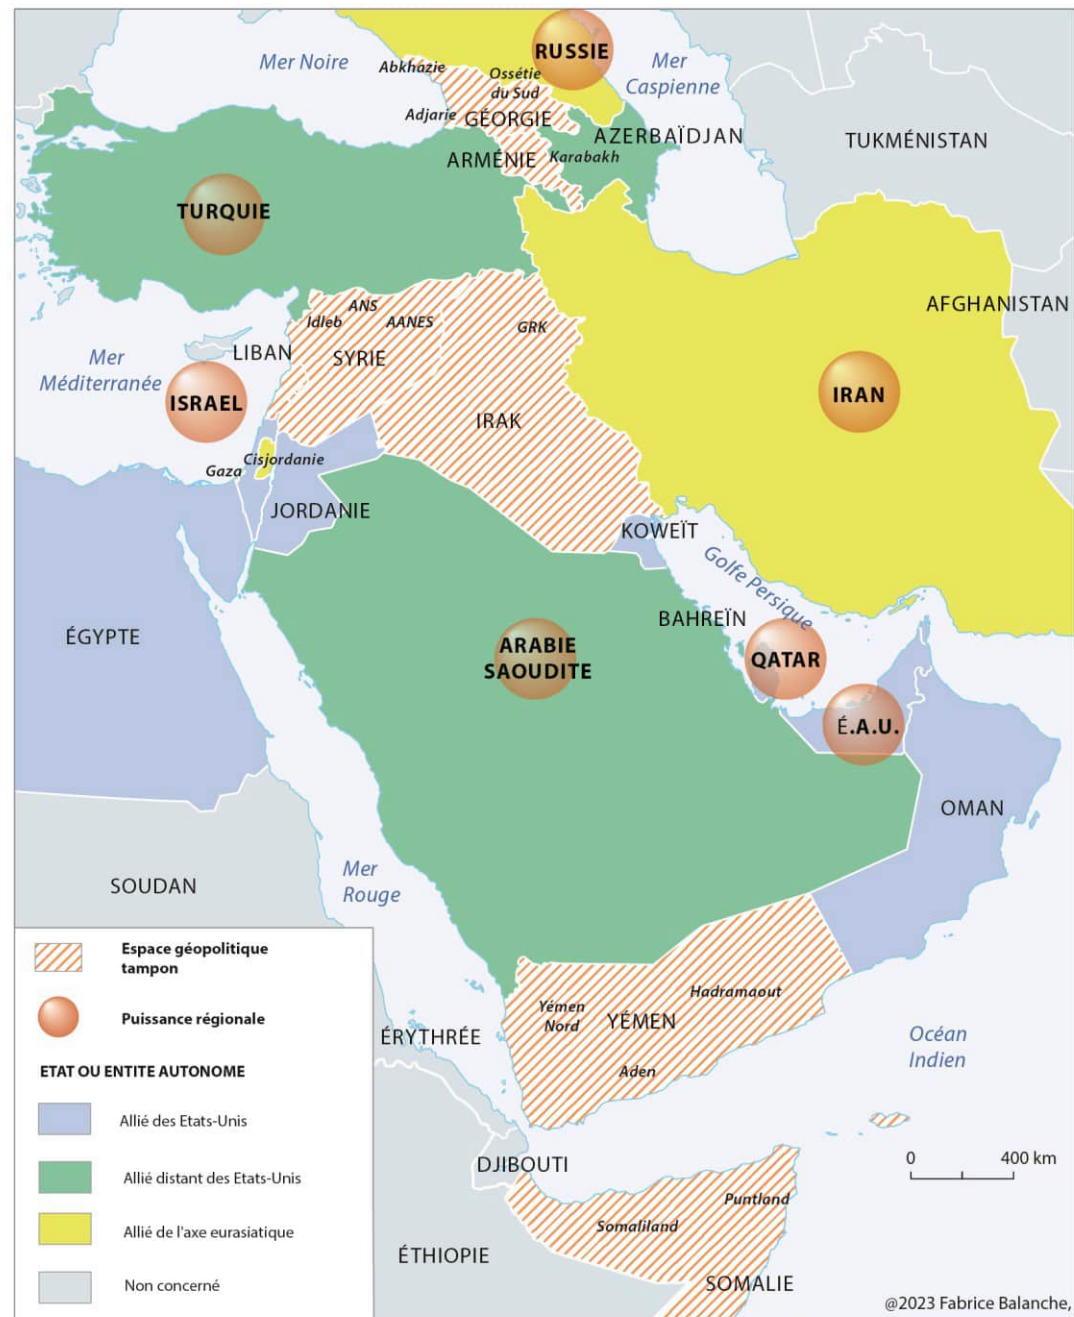 RUSSIE
Mer Noire
Abkhazie
Mer
Caspienne
Ossétie
du Sud
Adjarie
GÉORGIE
AZERBAÏDJAN
TUKMÉNISTAN
ARMÉNIE
Karabakh
TURQUIE
AFGHANISTAN
ANS
Idleb
AANES
GRK
LIBAN
SYRIE
Mer
Méditerranée
ISRAEL
IRAN
IRAK
Cisjordanie
Gaza
JORDANIE
KOWEÏT
Golfe Persique
BAHREÏN
ÉGYPTE
ARABIE
SAOUDITE
QATAR
É.A.U.
OMAN
Mer
Rouge
SOUDAN
Hadramaout
Yémen
Nord
YÉMEN
Aden
ÉRYTHRÉE
Océan
Indien
DJIBOUTI
0 400 km
Puntland
Somaliland
ÉTHIOPIE
SOMALIE
Espace géopolitique
tampon
Puissance régionale
ETAT OU ENTITE AUTONOME
Allié des Etats-Unis
Allié distant des Etats-Unis
Allié de l'axe eurasiatique
Non concerné
@2023 Fabrice Balanche,